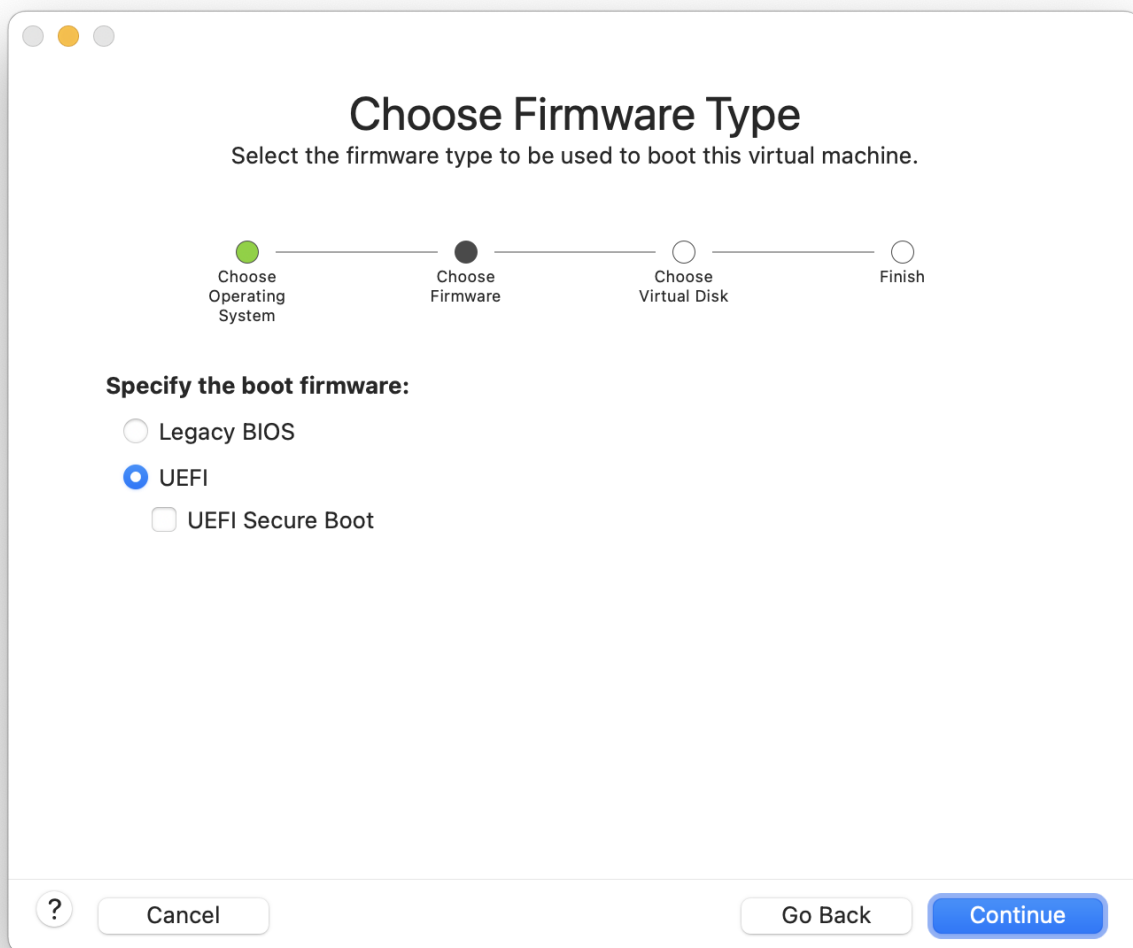 Choose Firmware Type
Select the firmware type to be used to boot this virtual machine.
Choose
Operating
System
Choose
Firmware
Choose
Virtual Disk
Finish
Specify the boot firmware:
Legacy BIOS
UEFI
UEFI Secure Boot
?
Cancel
Go Back
Continue